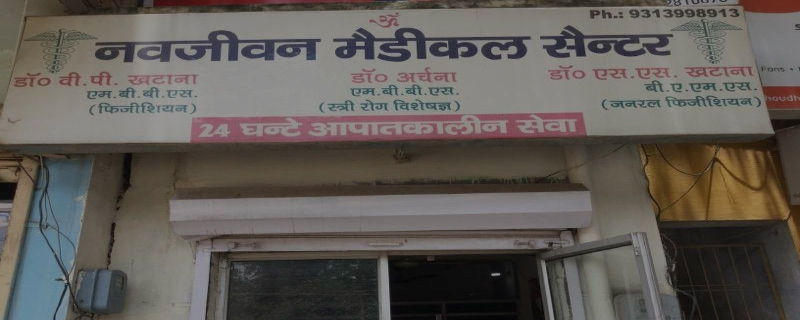 ॐ
Ph.: 9313998913
नवजीवन मैडीकल सैन्टर
डॉ० वी.पी. खटाना
एम.बी.बी.एस.
(फिजीशियन)
डॉ० अर्चना
एम.बी.बी.एस.
(स्त्री रोग विशेषज्ञ)
डॉ० एस.एस. खटाना
बी.ए.एम.एस.
(जनरल फिजीशियन)
24 घन्टे आपातकालीन सेवा